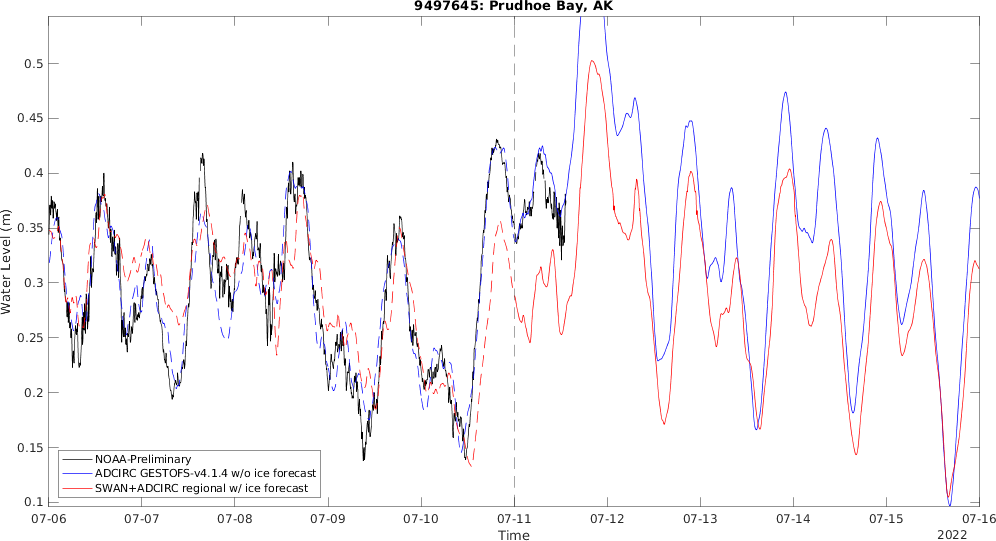 9497645: Prudhoe Bay, AK
Water Level (m)
0.5
0.45
0.4
0.35
0.3
0.25
0.2
0.15
0.1
NOAA-Preliminary
ADCIRC GESTOFS-v4.1.4 w/o ice forecast
SWAN+ADCIRC regional w/ ice forecast
07-06 07-07 07-08 07-09 07-10 07-11 07-12 07-13 07-14 07-15 07-16
Time
2022